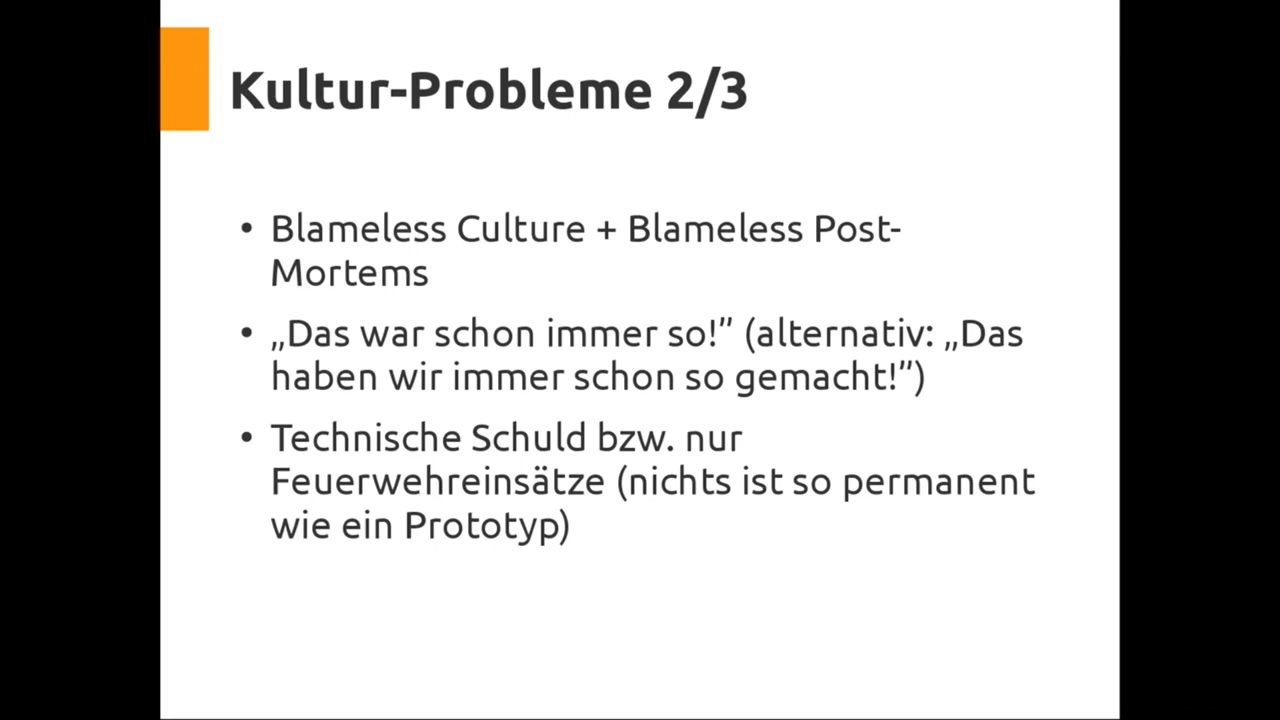 Kultur-Probleme 2/3
• Blameless Culture + Blameless Post-
Mortems
• „Das war schon immer so!” (alternativ: „Das
haben wir immer schon so gemacht!”)
• Technische Schuld bzw. nur
Feuerwehreinsätze (nichts ist so permanent
wie ein Prototyp)